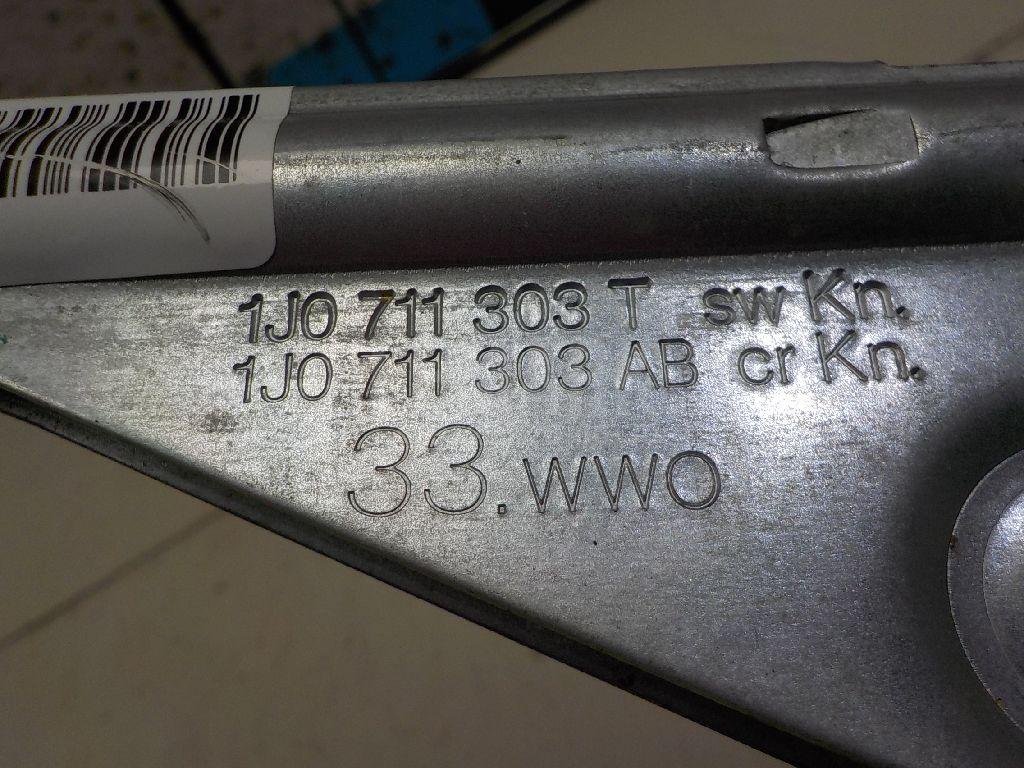 1J0 711 303 T sw Kn.
1J0 711 303 AB cr Kn.
33. WWO